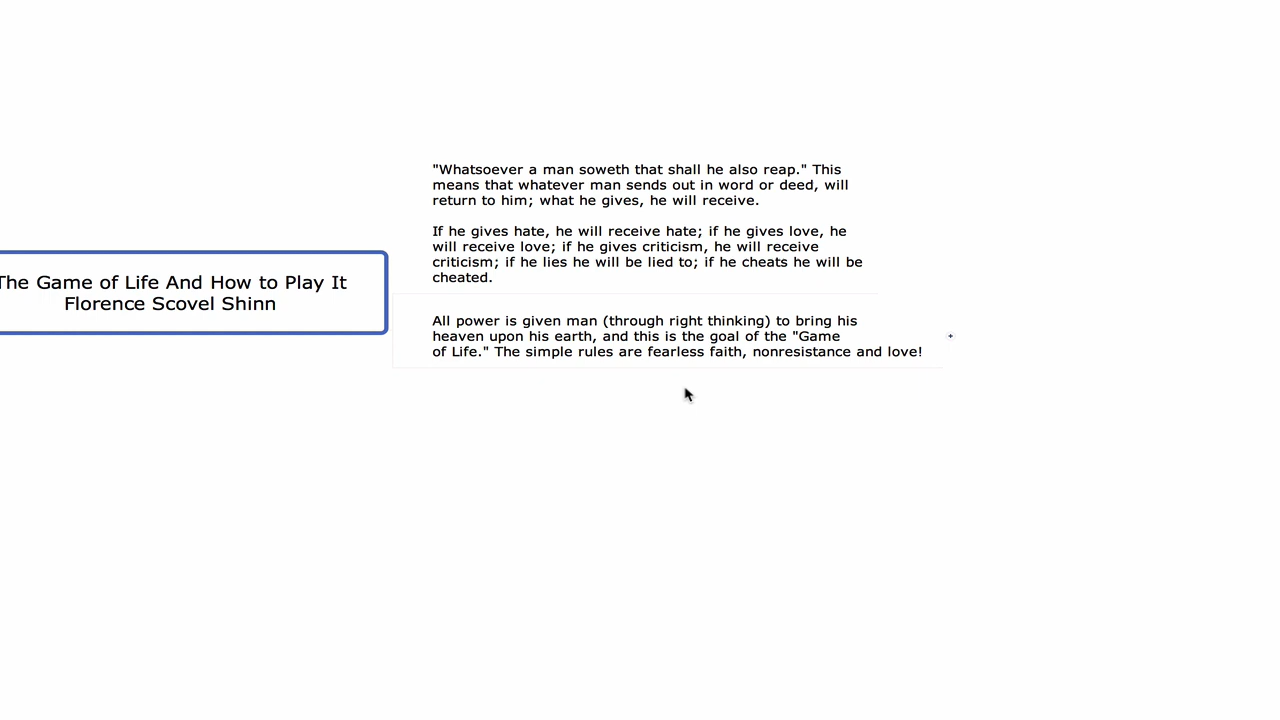 "Whatsoever a man soweth that shall he also reap." This
means that whatever man sends out in word or deed, will
return to him; what he gives, he will receive.
If he gives hate, he will receive hate; if he gives love, he
will receive love; if he gives criticism, he will receive
criticism; if he lies he will be lied to; if he cheats he will be
cheated.
The Game of Life And How to Play It
Florence Scovel Shinn
All power is given man (through right thinking) to bring his
heaven upon his earth, and this is the goal of the "Game
of Life." The simple rules are fearless faith, nonresistance and love!